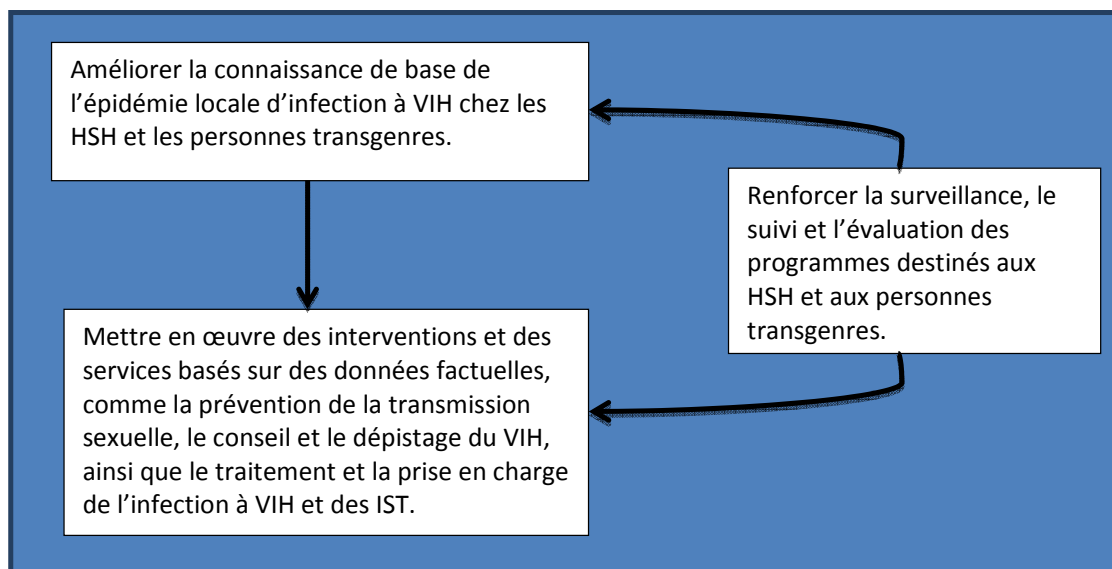 Améliorer la connaissance de base de
l’épidémie locale d’infection à VIH chez les
HSH et les personnes transgenres.
Renforcer la surveillance, le
suivi et l’évaluation des
programmes destinés aux
HSH et aux personnes
transgenres.
Mettre en œuvre des interventions et des
services basés sur des données factuelles,
comme la prévention de la transmission
sexuelle, le conseil et le dépistage du VIH,
ainsi que le traitement et la prise en charge
de l’infection à VIH et des IST.